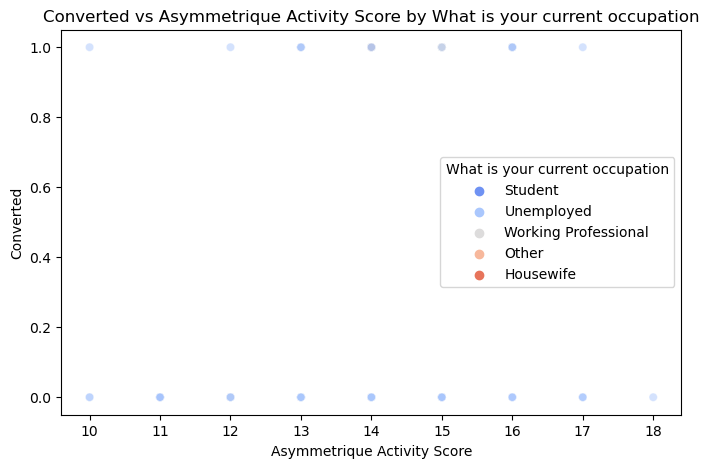 Converted vs Asymmetrique Activity Score by What is your current occupation
1.0
0.8
0.6
0.4
0.2
0.0
Converted
What is your current occupation
Student
Unemployed
Working Professional
Other
Housewife
10 11 12 13 14 15 16 17 18
Asymmetrique Activity Score